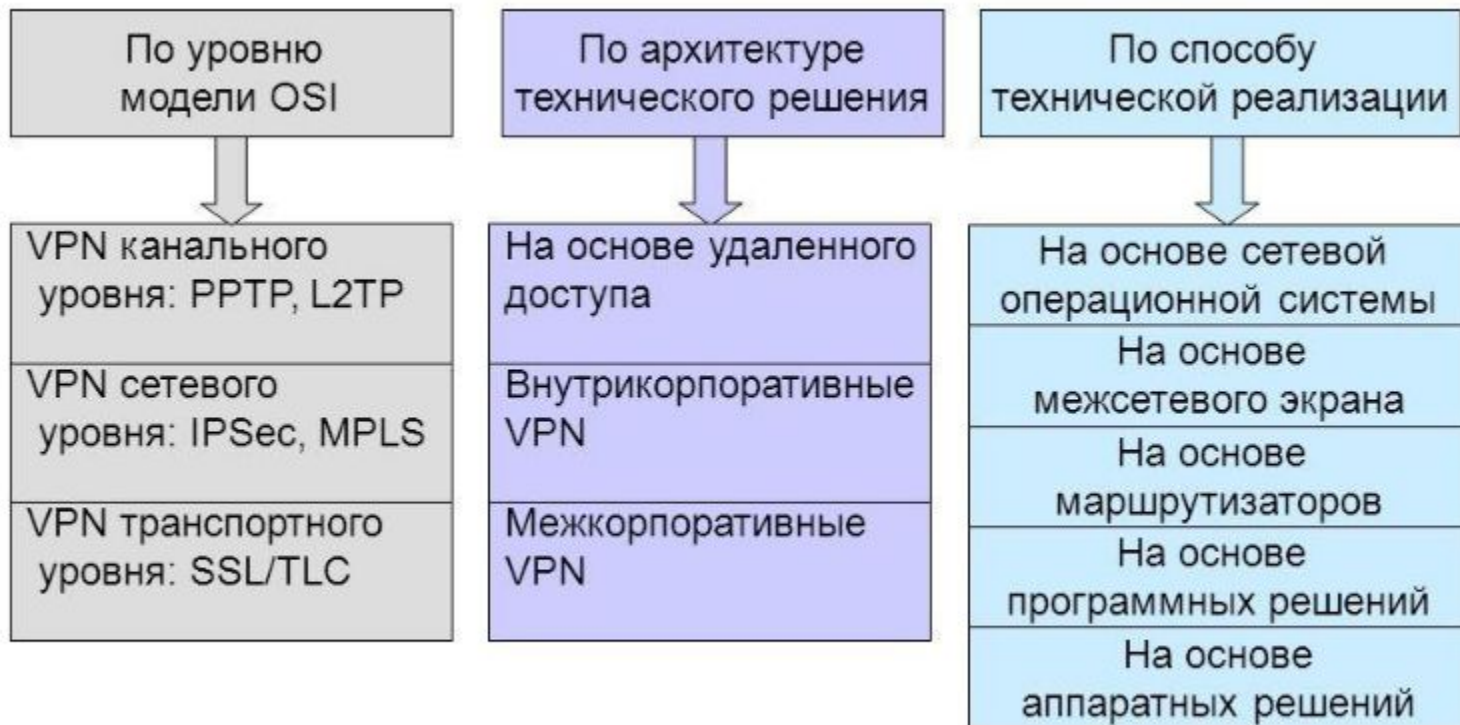 По уровню
модели OSI
VPN канального
уровня: PPTP, L2TP
VPN сетевого
уровня: IPSec, MPLS
VPN транспортного
уровня: SSL/TLC
По архитектуре
технического решения
На основе удаленного
доступа
Внутрикорпоративные
VPN
Межкорпоративные
VPN
По способу
технической реализации
На основе сетевой
операционной системы
На основе
межсетевого экрана
На основе
маршрутизаторов
На основе
программных решений
На основе
аппаратных решений